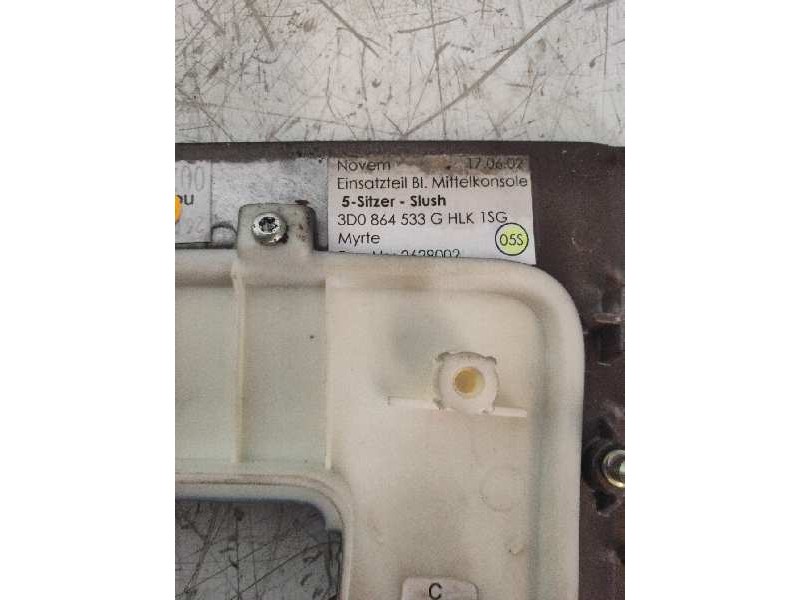 Novem 17.06.02
Einsatzteil Bl. Mittelkonsole
5-Sitzer - Slush
3D0 864 533 G HLK 1SG
Myrte
05S
C